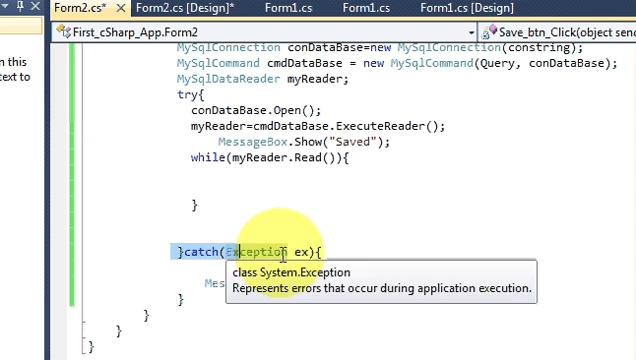 Form2.cs* Form2.cs [Design]* Form1.cs Form1.cs Form1.cs [Design]
First_cSharp_App.Form2 Save_btn_Click(object send
n this
text to
MySqlConnection conDataBase=new MySqlConnection(constring);
MySqlCommand cmdDataBase = new MySqlCommand(Query, conDataBase);
MySqlDataReader myReader;
try{
conDataBase.Open();
myReader=cmdDataBase.ExecuteReader();
MessageBox.Show("Saved");
while(myReader.Read()){
}
}catch(Exception ex){
class System.Exception
Mes
Represents errors that occur during application execution.
}
}
}
}